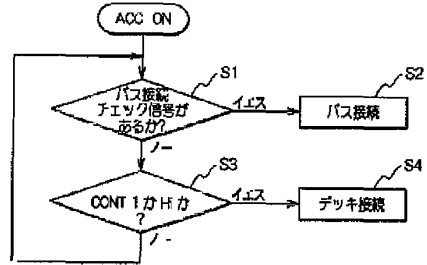 ACC ON
S1
バス接続
チェック信号が
あるか?
イエス
S2
バス接続
ノー
S3
CONT 1が Hiか
?
イエス
S4
デッキ接続
ノー